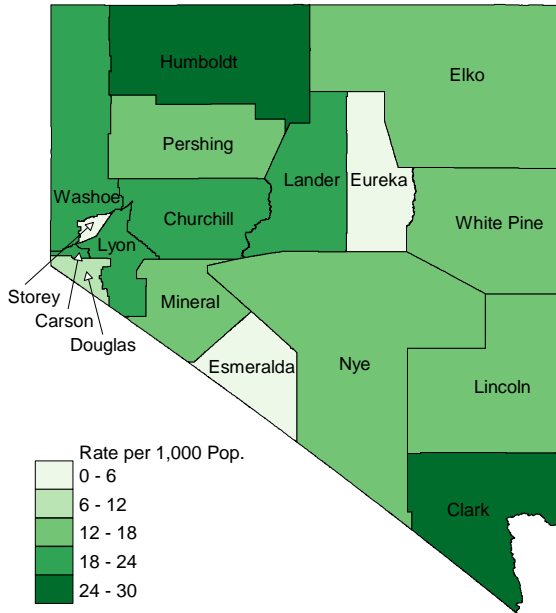 Humboldt
Elko
Pershing
Lander
Eureka
Washoe
Churchill
White Pine
Lyon
Storey
Carson
Douglas
Mineral
Esmeralda
Nye
Lincoln
Clark
Rate per 1,000 Pop.
0 - 6
6 - 12
12 - 18
18 - 24
24 - 30